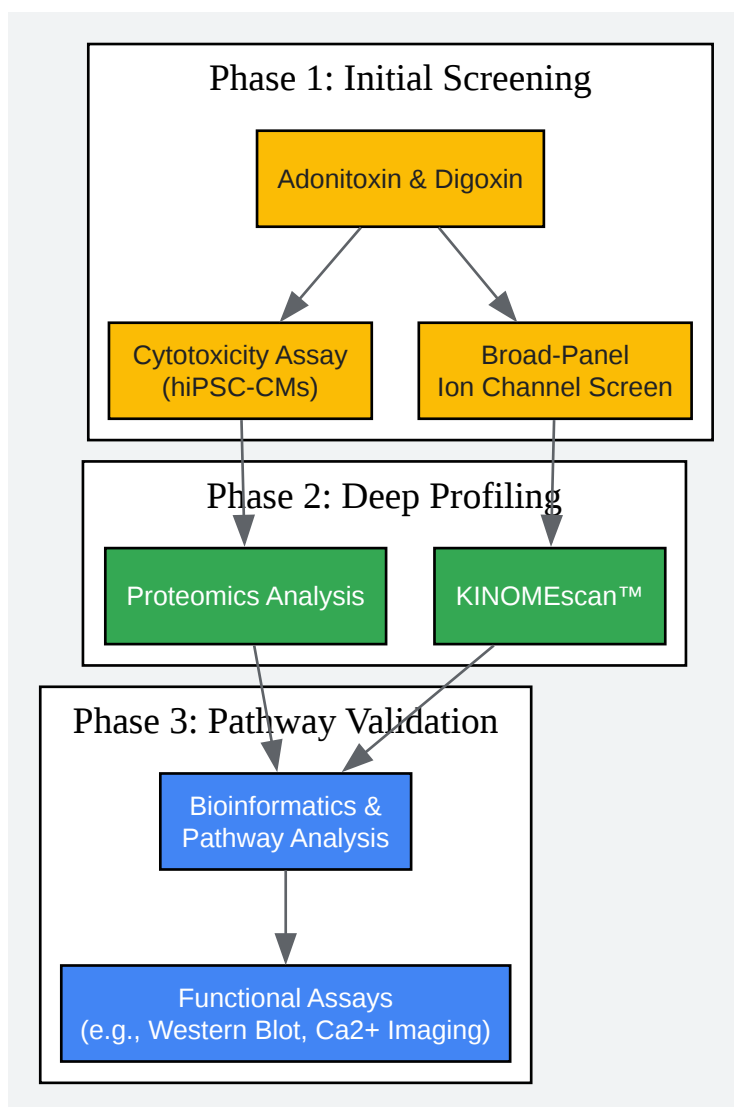 Phase 1: Initial Screening
Adonitoxin & Digoxin
Cytotoxicity Assay
(hiPSC-CMs)
Broad-Panel
Ion Channel Screen
Phase 2: Deep Profiling
Proteomics Analysis
KINOMEscan™
Phase 3: Pathway Validation
Bioinformatics &
Pathway Analysis
Functional Assays
(e.g., Western Blot, Ca2+ Imaging)